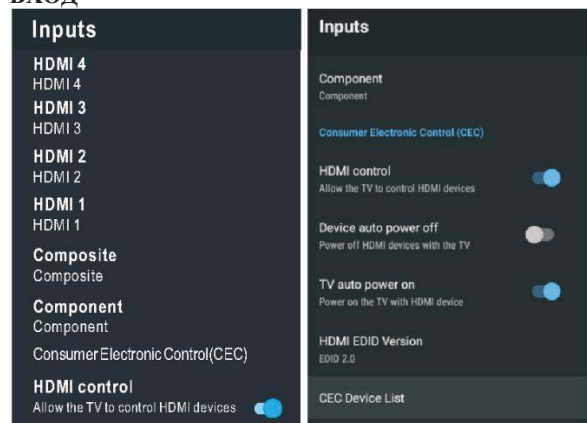 ВХОД
Inputs
HDMI 4
HDMI 4
HDMI 3
HDMI 3
HDMI 2
HDMI 2
HDMI 1
HDMI 1
Composite
Composite
Component
Component
Consumer Electronic Control(CEC)
HDMI control
Allow the TV to control HDMI devices
Inputs
Component
Component
Consumer Electronic Control (CEC)
HDMI control
Allow the TV to control HDMI devices
Device auto power off
Power off HDMI devices with the TV
TV auto power on
Power on the TV with HDMI device
HDMI EDID Version
EDID 2.0
CEC Device List